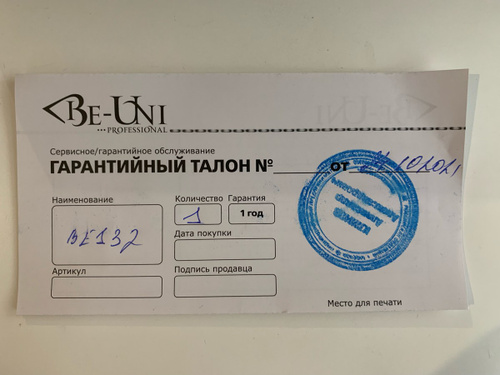 BE-UNI
...PROFESSIONAL
Сервисное/гарантийное обслуживание
ГАРАНТИЙНЫЙ ТАЛОН № от
Наименование
Количество
Гарантия
BE132
1
1 год
Дата покупки
Артикул
Подпись продавца
Место для печати